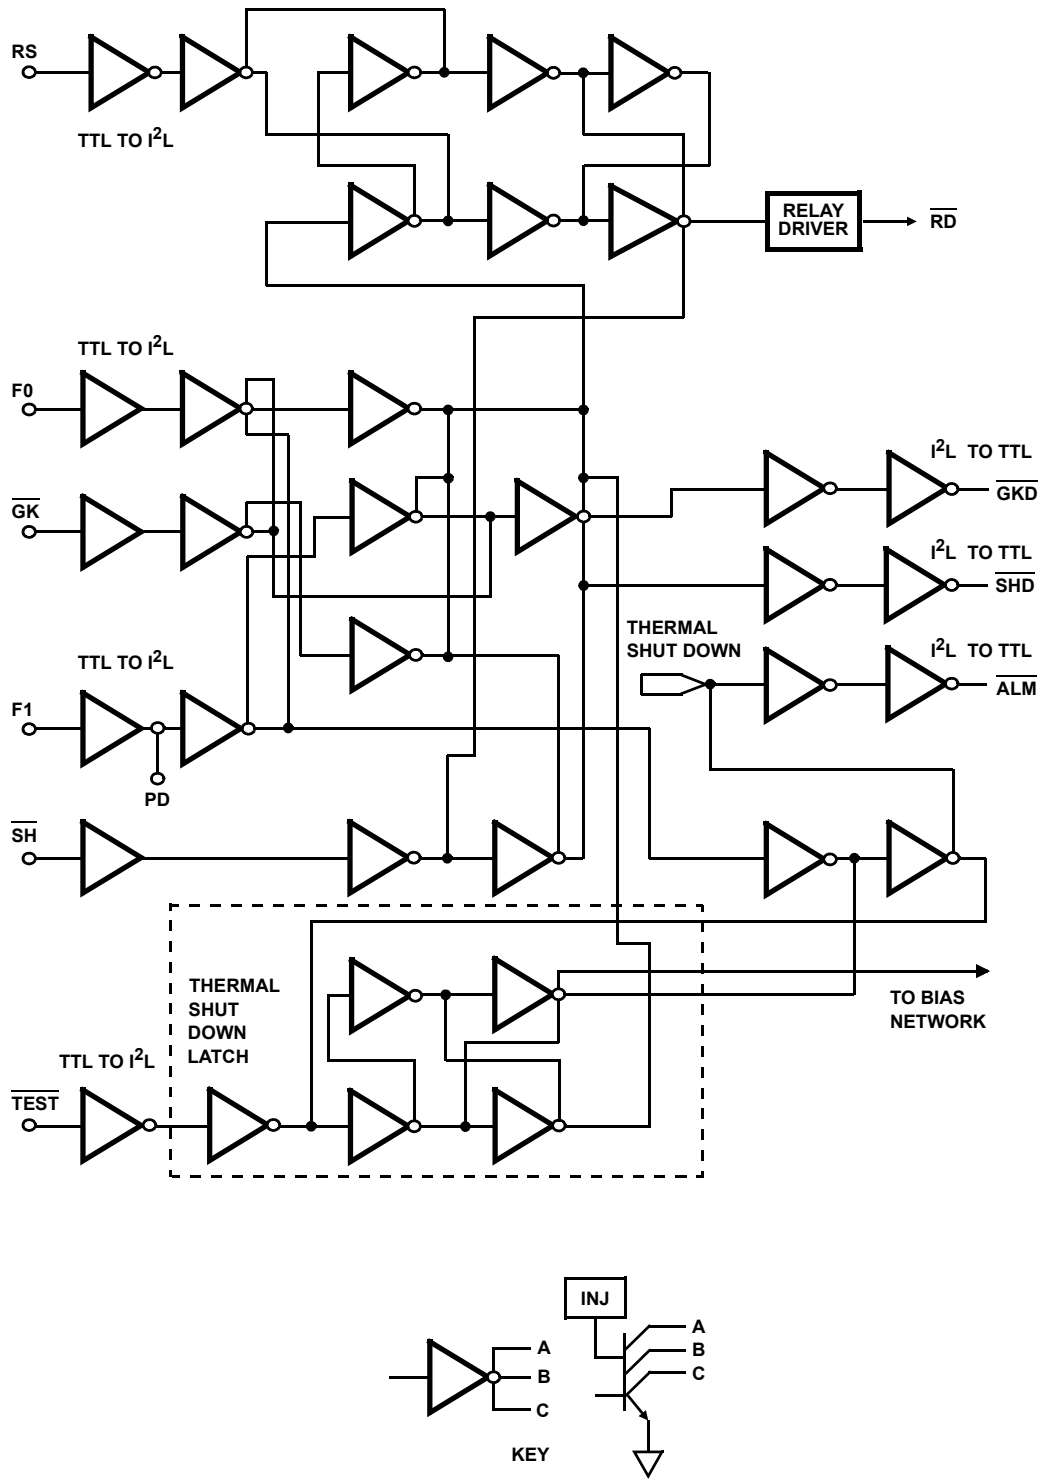 RS
TTL TO I²L
RELAY
DRIVER
RD
TTL TO I²L
F0
I²L TO TTL
GK
GKD
I²L TO TTL
SHD
THERMAL
SHUT DOWN
I²L TO TTL
TTL TO I²L
ALM
F1
PD
SH
THERMAL
SHUT
DOWN
LATCH
TO BIAS
NETWORK
TTL TO I²L
TEST
INJ
A
B
C
A
B
C
KEY